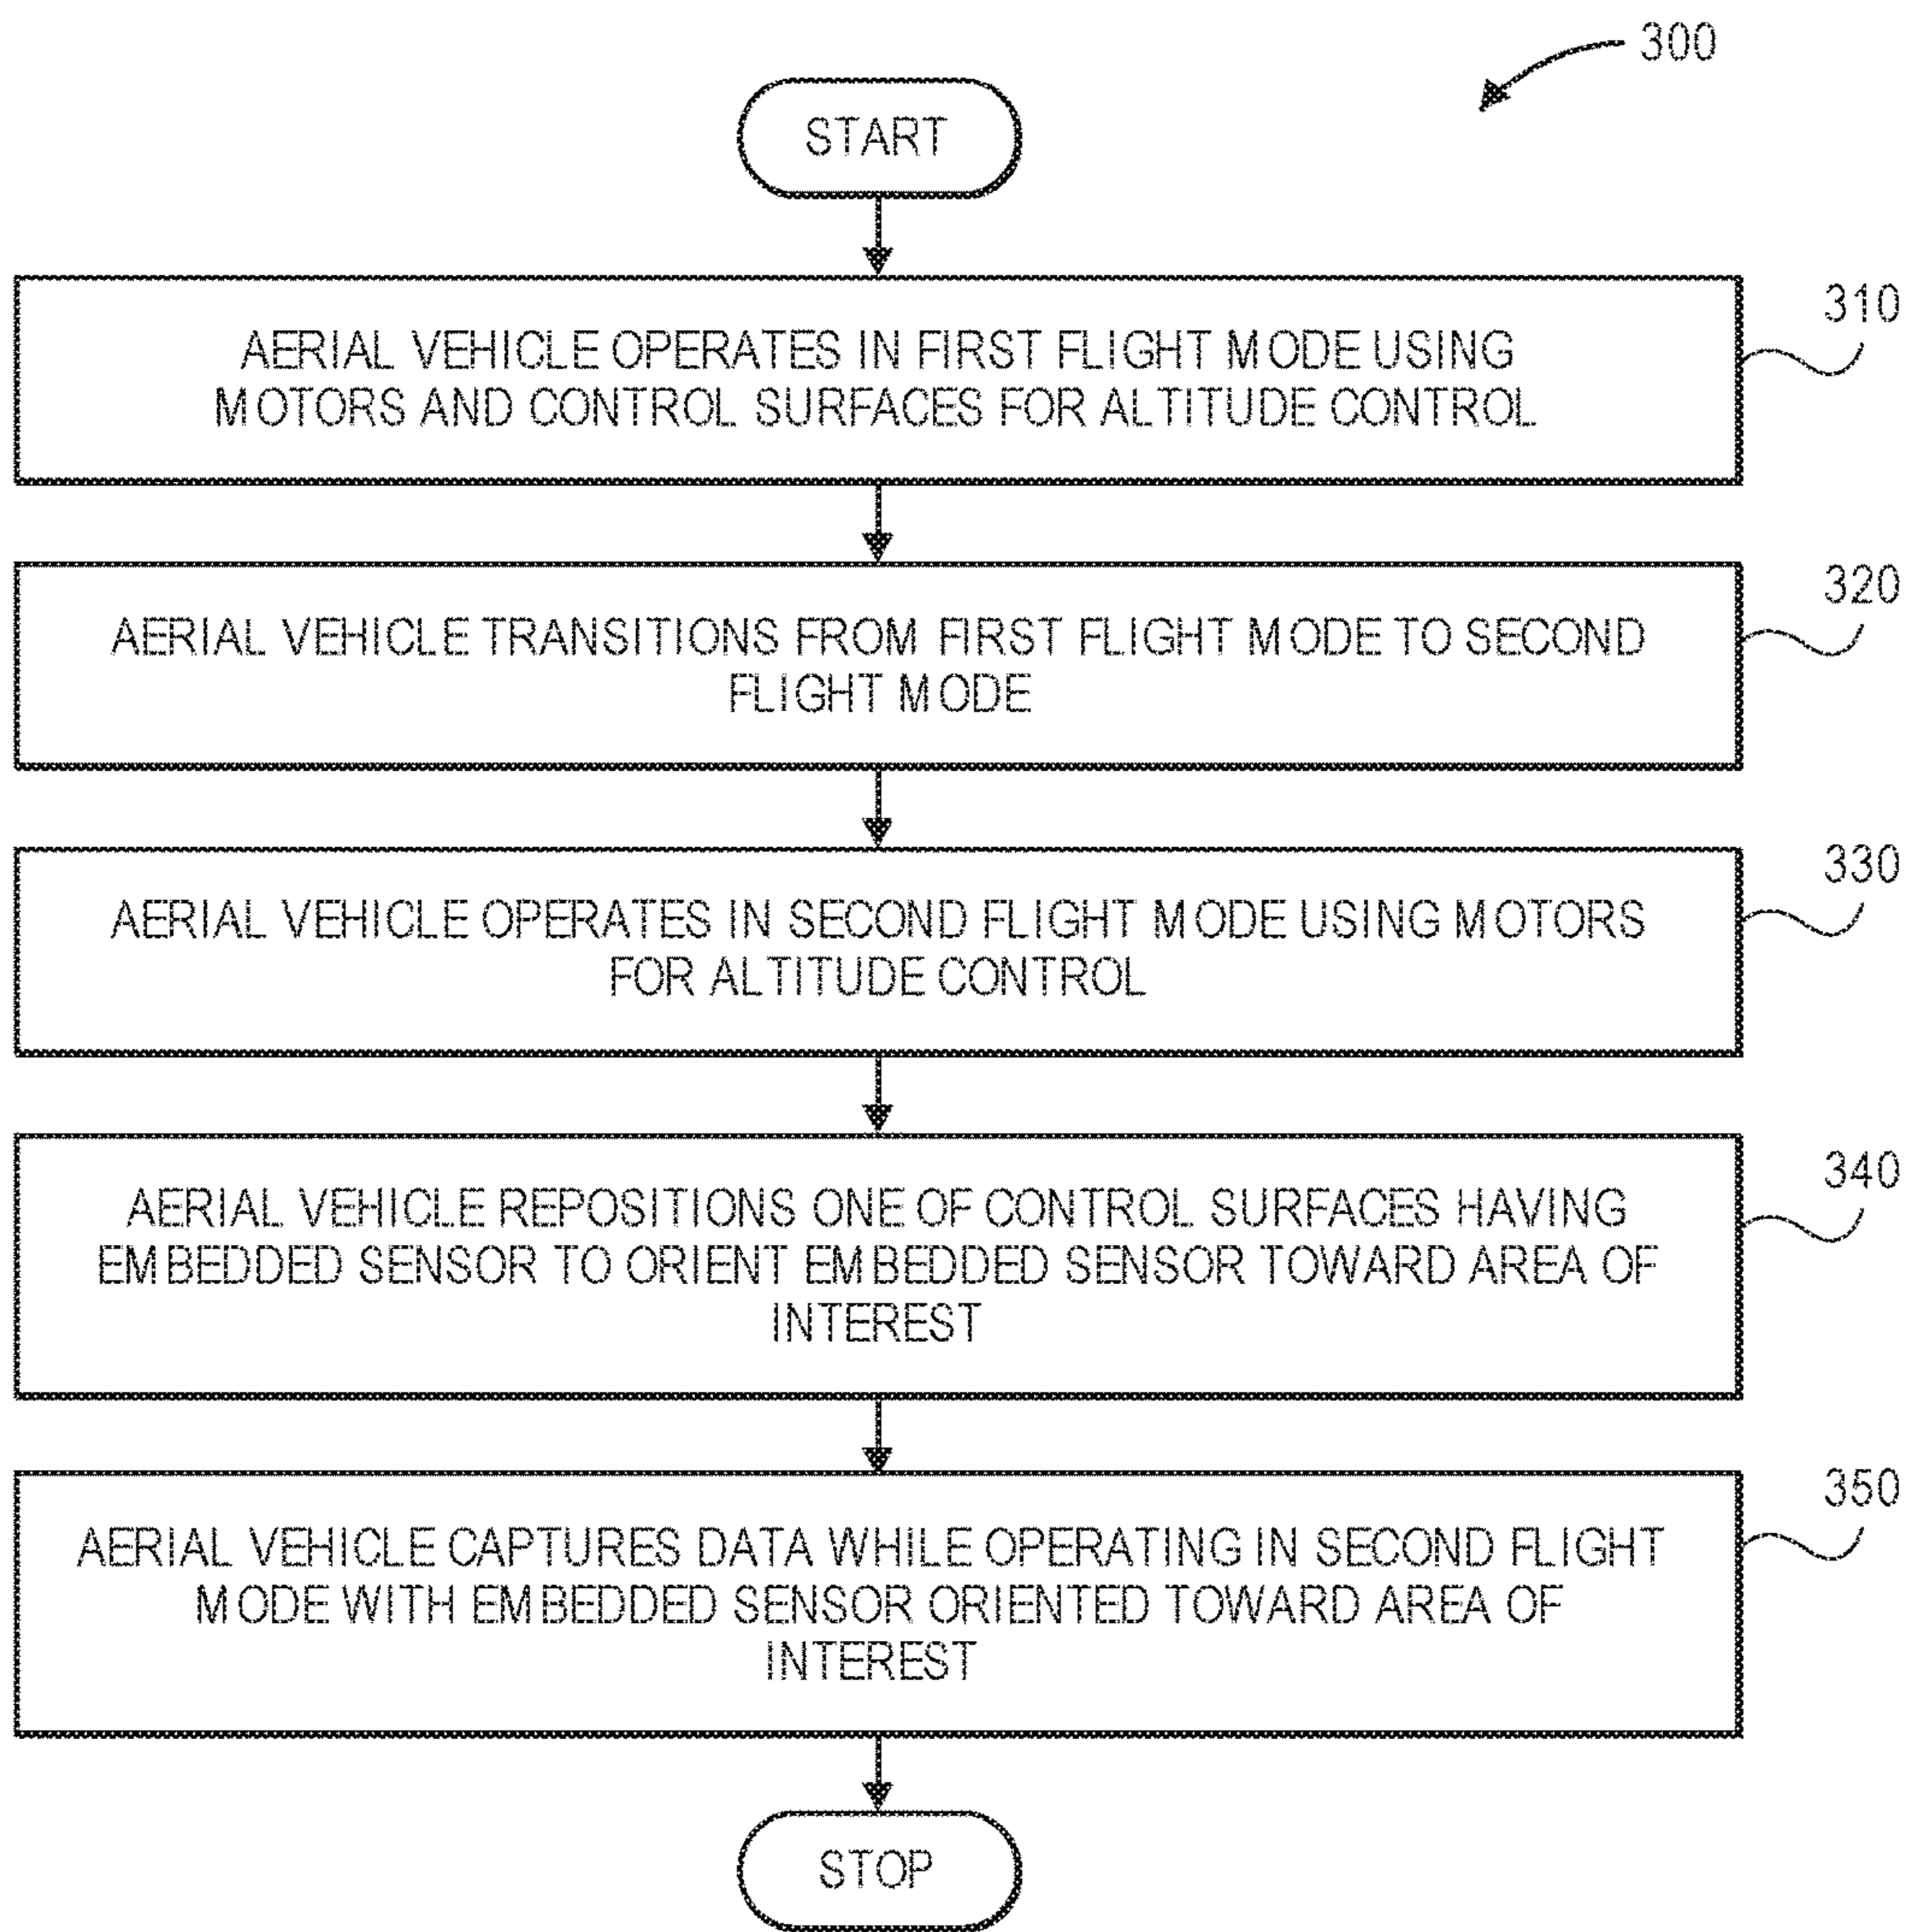 300
START
AERIAL VEHICLE OPERATES IN FIRST FLIGHT MODE USING
MOTORS AND CONTROL SURFACES FOR ALTITUDE CONTROL
310
AERIAL VEHICLE TRANSITIONS FROM FIRST FLIGHT MODE TO SECOND
FLIGHT MODE
320
AERIAL VEHICLE OPERATES IN SECOND FLIGHT MODE USING MOTORS
FOR ALTITUDE CONTROL
330
AERIAL VEHICLE REPOSITIONS ONE OF CONTROL SURFACES HAVING
EMBEDDED SENSOR TO ORIENT EMBEDDED SENSOR TOWARD AREA OF
INTEREST
340
AERIAL VEHICLE CAPTURES DATA WHILE OPERATING IN SECOND FLIGHT
MODE WITH EMBEDDED SENSOR ORIENTED TOWARD AREA OF
INTEREST
350
STOP